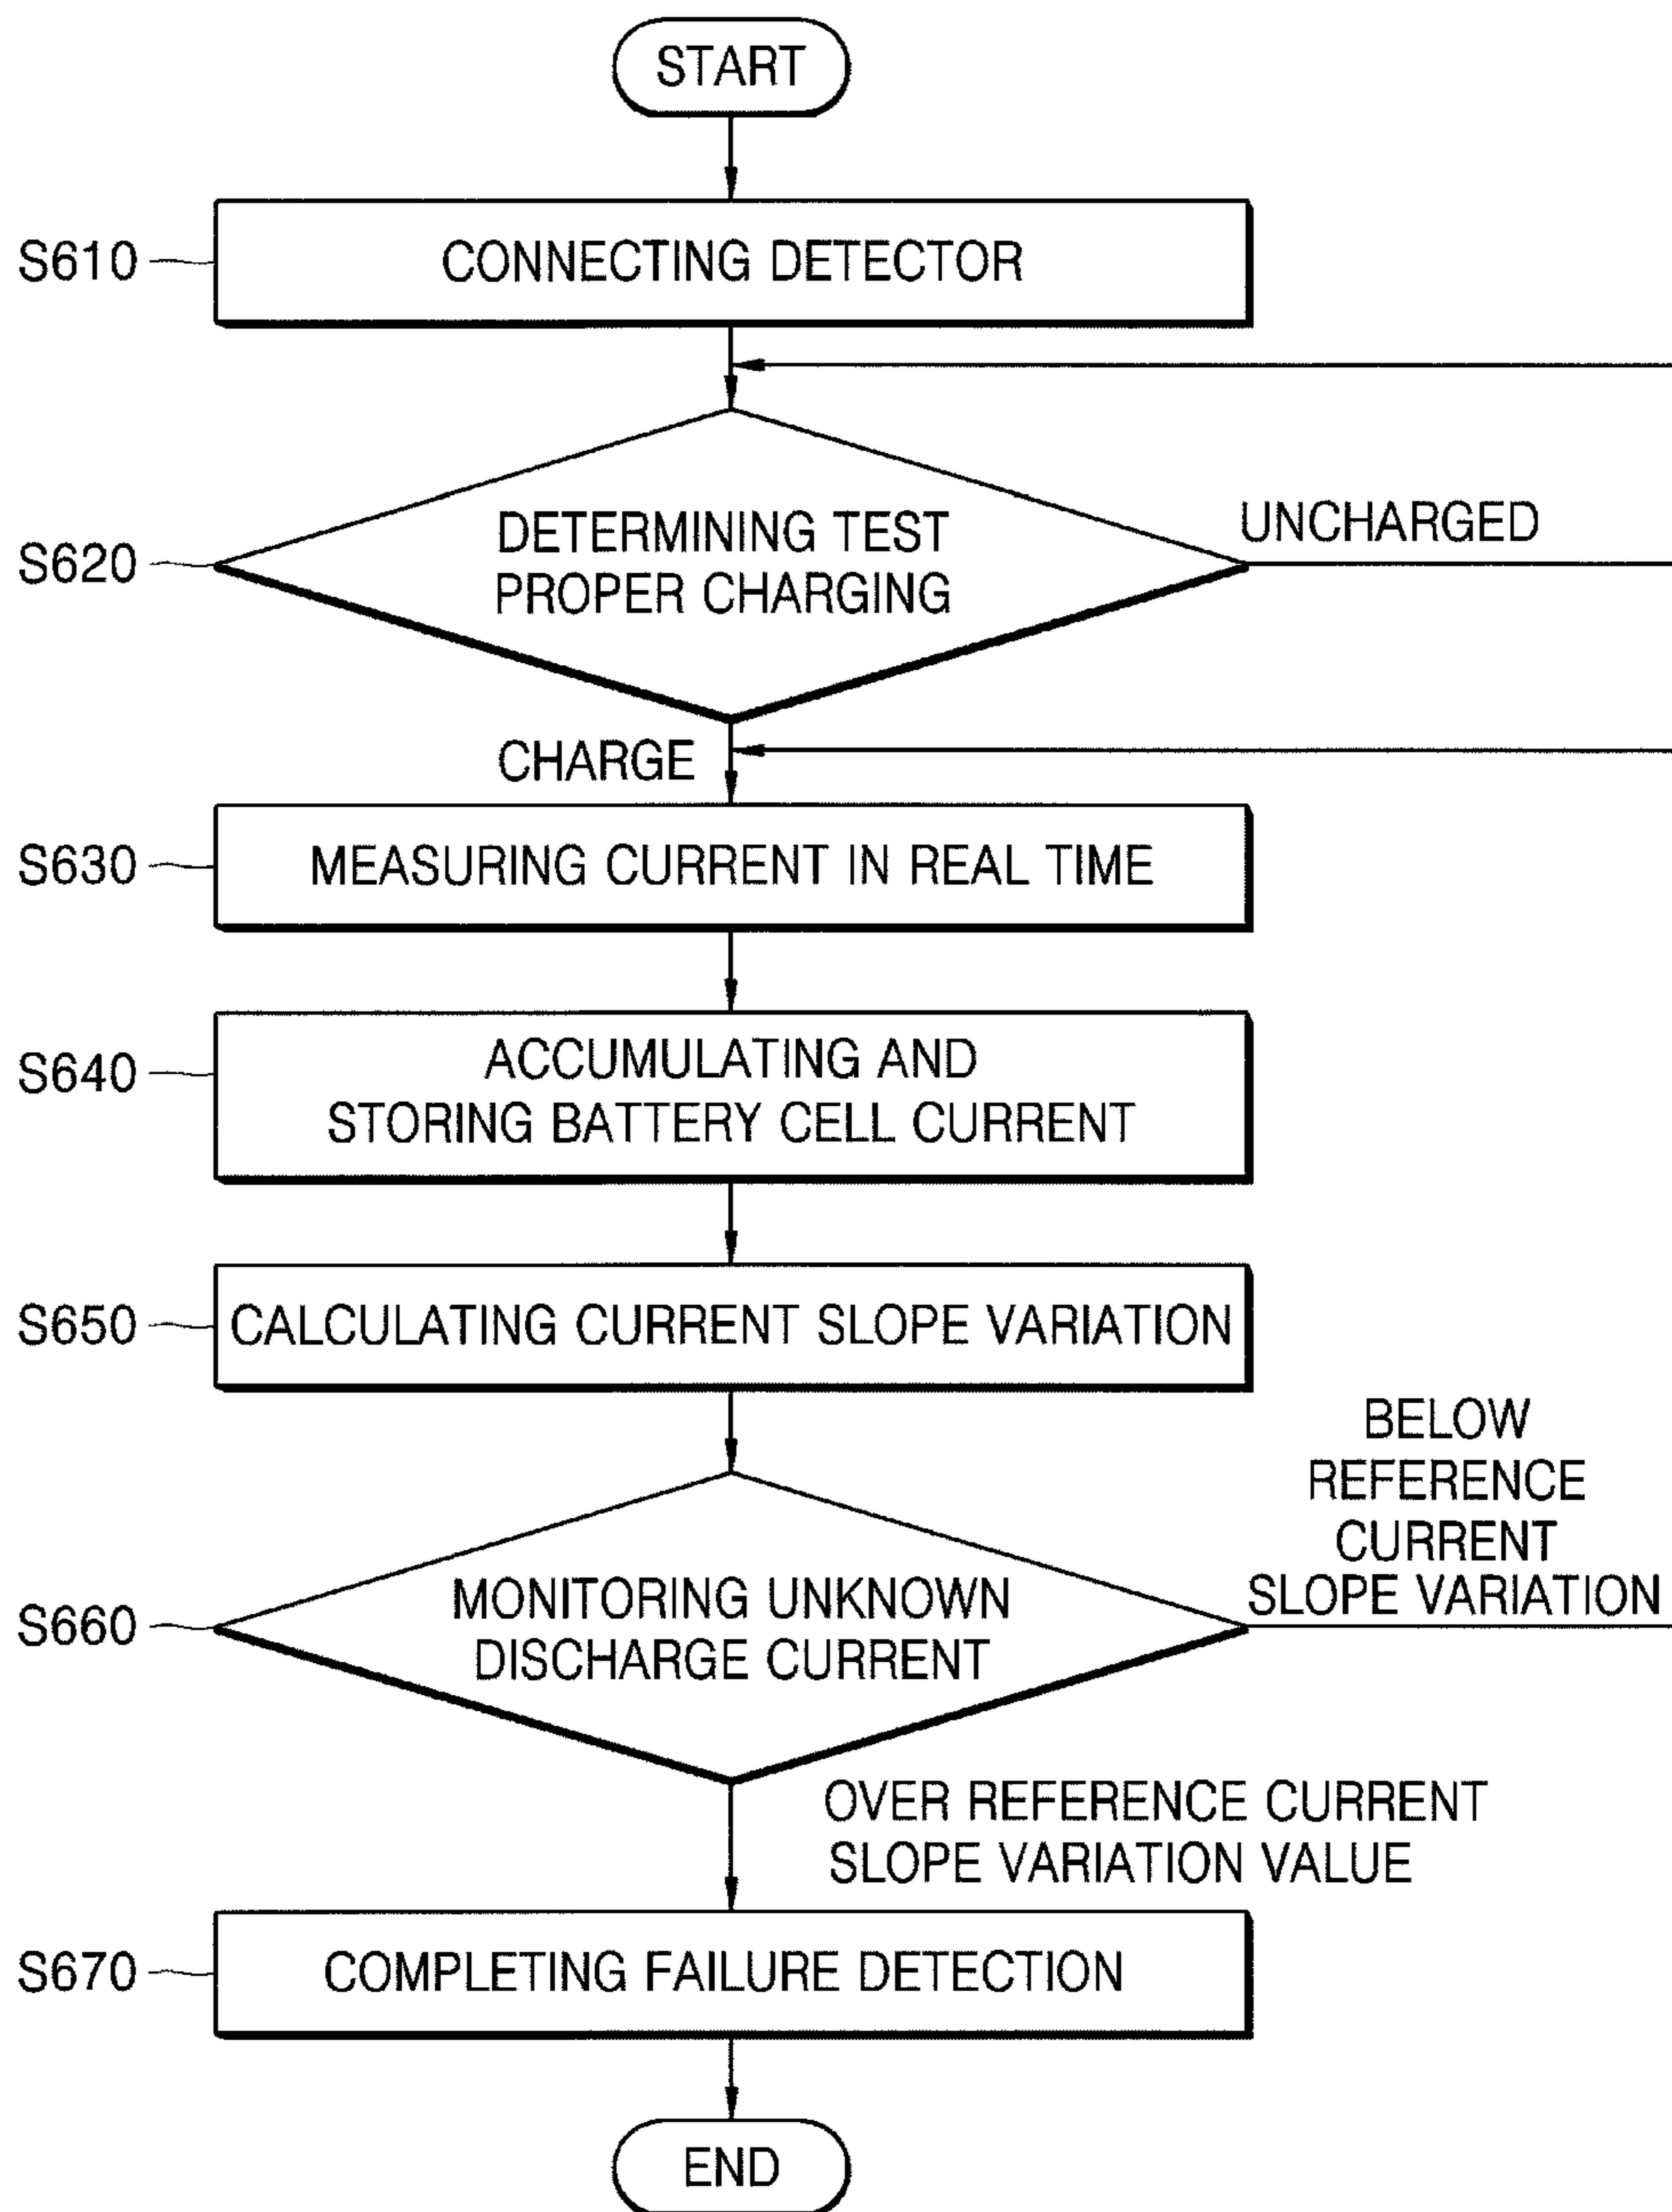 START
S610
CONNECTING DETECTOR
S620
DETERMINING TEST
PROPER CHARGING
UNCHARGED
CHARGE
S630
MEASURING CURRENT IN REAL TIME
S640
ACCUMULATING AND
STORING BATTERY CELL CURRENT
S650
CALCULATING CURRENT SLOPE VARIATION
S660
MONITORING UNKNOWN
DISCHARGE CURRENT
BELOW
REFERENCE
CURRENT
SLOPE VARIATION
OVER REFERENCE CURRENT
SLOPE VARIATION VALUE
S670
COMPLETING FAILURE DETECTION
END